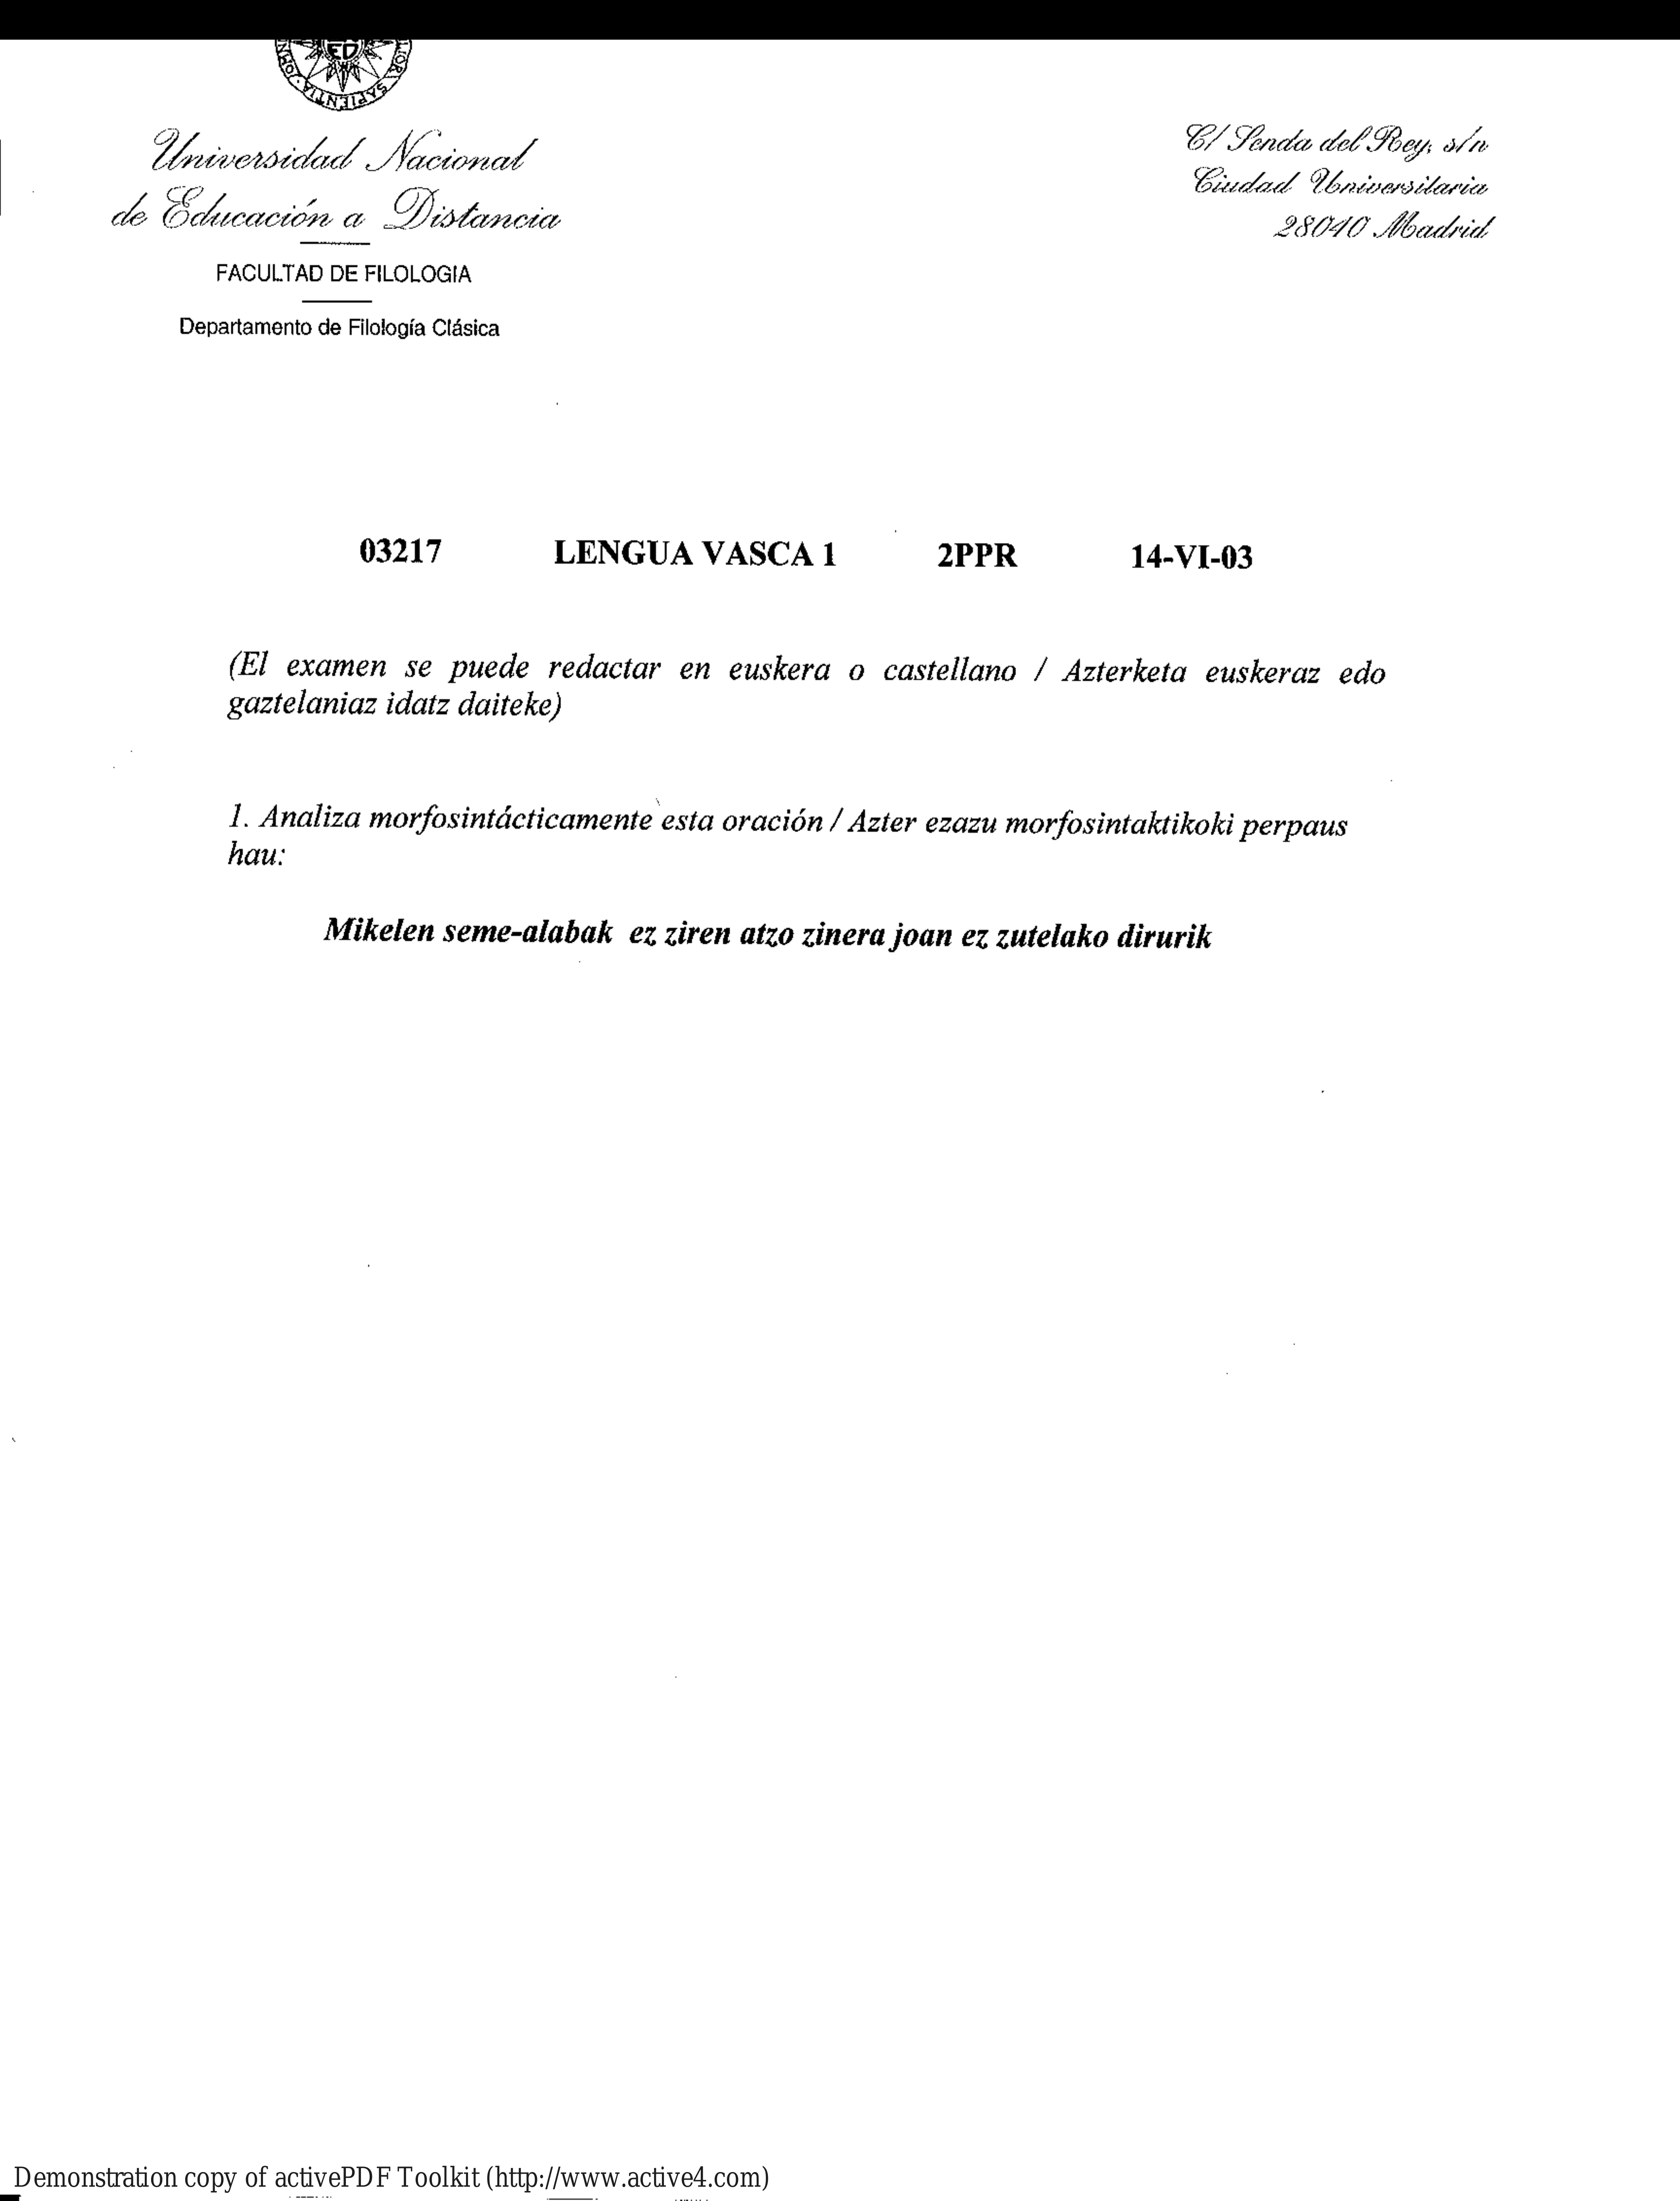 ED
SAPIENTIA
Universidad Nacional
de Educación a Distancia
FACULTAD DE FILOLOGIA
Departamento de Filología Clásica
C/ Senda del Rey, s/n
Ciudad Universitaria
28040 Madrid
03217 LENGUA VASCA 1 2PPR 14-VI-03
(El examen se puede redactar en euskera o castellano / Azterketa euskeraz edo
gaztelaniaz idatz daiteke)
1. Analiza morfosintácticamente esta oración / Azter ezazu morfosintaktikoki perpaus
hau:
Mikelen seme-alabak ez ziren atzo zinera joan ez zutelako dirurik
Demonstration copy of activePDF Toolkit (http://www.active4.com)